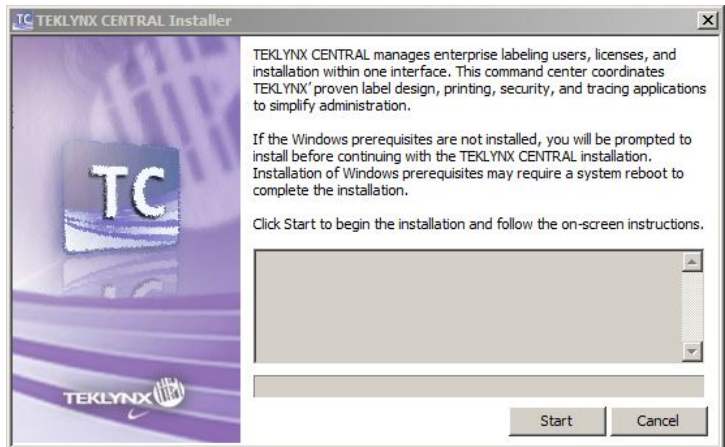 TC TEKLYNX CENTRAL Installer
TEKLYNX CENTRAL manages enterprise labeling users, licenses, and
installation within one interface. This command center coordinates
TEKLYNX' proven label design, printing, security, and tracing applications
to simplify administration.
If the Windows prerequisites are not installed, you will be prompted to
install before continuing with the TEKLYNX CENTRAL installation.
Installation of Windows prerequisites may require a system reboot to
complete the installation.
Click Start to begin the installation and follow the on-screen instructions.
TC
TEKLYNX
Start
Cancel